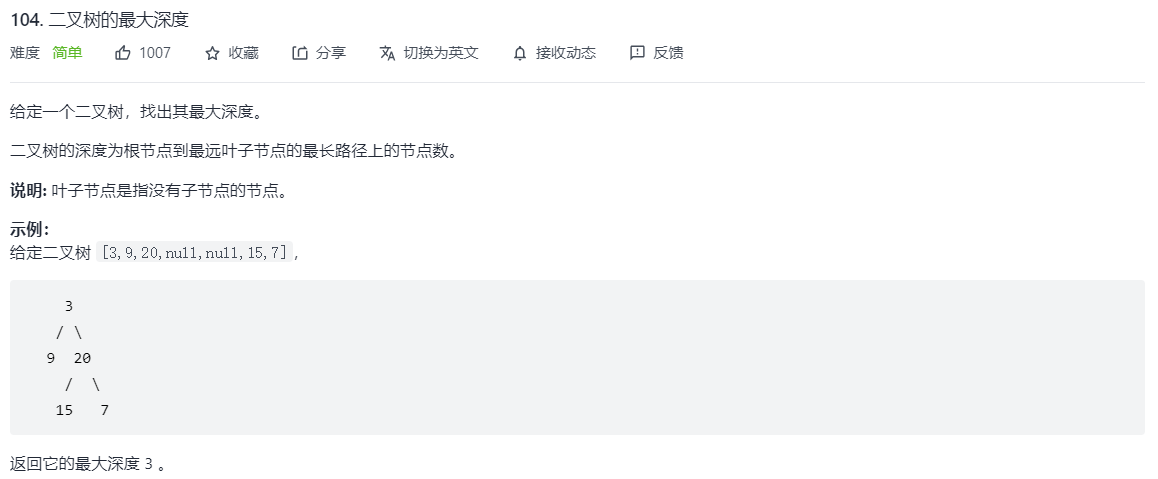 104. 二叉树的最大深度
难度 简单 1007 收藏 分享 切换为英文 接收动态 反馈
给定一个二叉树，找出其最大深度。
二叉树的深度为根节点到最远叶子节点的最长路径上的节点数。
说明: 叶子节点是指没有子节点的节点。
示例：
给定二叉树 [3,9,20,null,null,15,7]，
3
/ \
9  20
/  \
15   7
返回它的最大深度 3 。